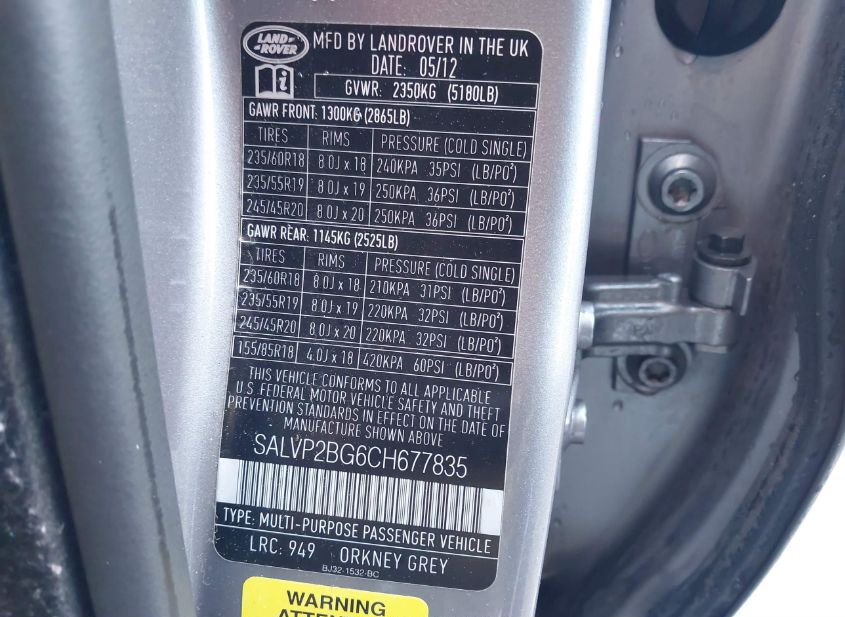 LAND
ROVER
MFD BY LANDROVER IN THE UK
DATE: 05/12
GVWR: 2350KG (5180LB)
GAWR FRONT: 1300KG (2865LB)
TIRES RIMS PRESSURE (COLD SINGLE)
235/60R18 8.0J x 18 240KPA 35PSI (LB/PO²)
235/55R19 8.0J x 19 250KPA 36PSI (LB/PO²)
245/45R20 8.0J x 20 250KPA 36PSI (LB/PO²)
GAWR REAR: 1145KG (2525LB)
TIRES RIMS PRESSURE (COLD SINGLE)
235/60R18 8.0J x 18 210KPA 31PSI (LB/PO²)
235/55R19 8.0J x 19 220KPA 32PSI (LB/PO²)
245/45R20 8.0J x 20 220KPA 32PSI (LB/PO²)
155/85R18 4.0J x 18 420KPA 60PSI (LB/PO²)
THIS VEHICLE CONFORMS TO ALL APPLICABLE
U.S. FEDERAL MOTOR VEHICLE SAFETY AND THEFT
PREVENTION STANDARDS IN EFFECT ON THE DATE OF
MANUFACTURE SHOWN ABOVE
SALVP2BG6CH677835
TYPE: MULTI-PURPOSE PASSENGER VEHICLE
LRC: 949 ORKNEY GREY
BJ32-1532-BC
WARNING